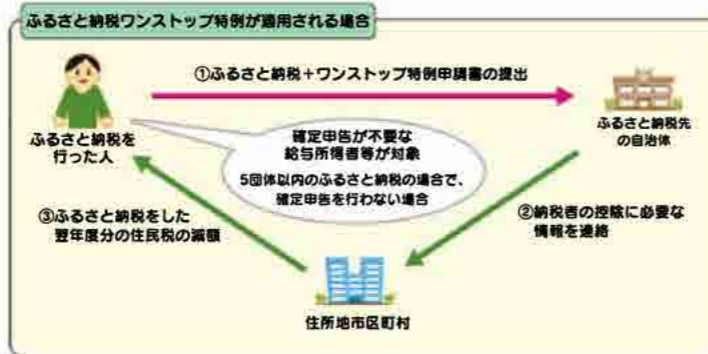 ふるさと納税ワンストップ特例が適用される場合
①ふるさと納税＋ワンストップ特例申請書の提出
ふるさと納税を
行った人
ふるさと納税先
の自治体
確定申告が不要な
給与所得者等が対象
5団体以内のふるさと納税の場合で、
確定申告を行わない場合
③ふるさと納税をした
翌年度分の住民税の減額
②納税者の控除に必要な
情報を連絡
住所地市区町村